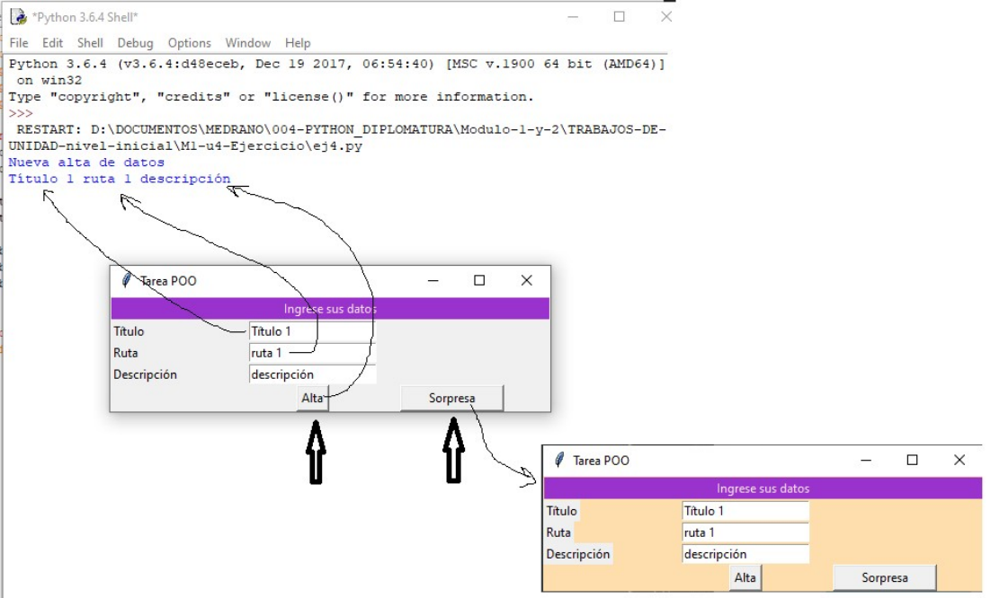 *Python 3.6.4 Shell*
File Edit Shell Debug Options Window Help
Python 3.6.4 (v3.6.4:d48eceb, Dec 19 2017, 06:54:40) [MSC v.1900 64 bit (AMD64)]
on win32
Type "copyright", "credits" or "license()" for more information.
>>>
RESTART: D:\DOCUMENTOS\MEDRANO\004-PYTHON_DIPLOMATURA\Modulo-1-y-2\TRABAJOS-DE-
UNIDAD-nivel-inicial\M1-u4-Ejercicio\ej4.py
Nueva alta de datos
Título 1 ruta 1 descripción
Tarea POO
Ingrese sus datos
Título Título 1
Ruta ruta 1
Descripción descripción
Alta Sorpresa
Tarea POO
Ingrese sus datos
Título Título 1
Ruta ruta 1
Descripción descripción
Alta Sorpresa